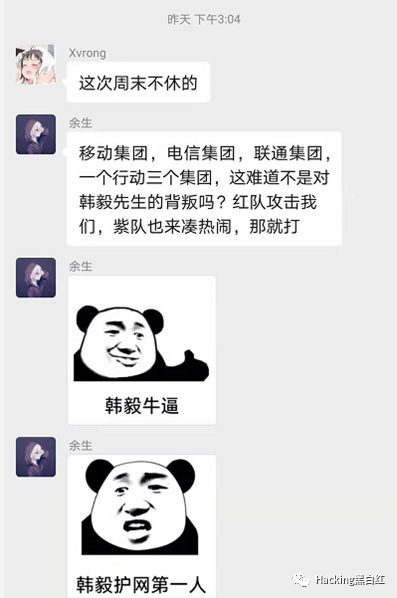 昨天 下午3:04
Xvrong
这次周末不休的
余生
移动集团，电信集团，联通集团，
一个行动三个集团，这难道不是对
韩毅先生的背叛吗？红队攻击我
们，紫队也来凑热闹，那就打
余生
韩毅牛逼
余生
韩毅护网第一人
Hacking黑白红